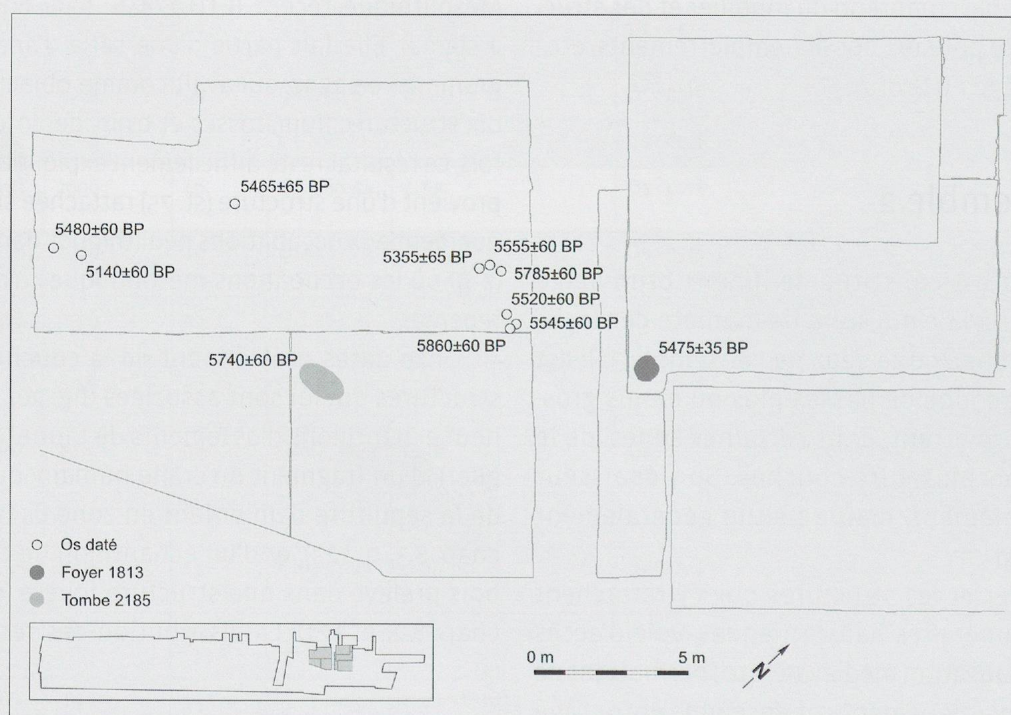 5465±65 BP
5480±60 BP
5140±60 BP
5355±65 BP
5555±60 BP
5785±60 BP
5520±60 BP
5545±60 BP
5860±60 BP
5740±60 BP
5475±35 BP
Os daté
Foyer 1813
Tombe 2185
0 m 5 m
N